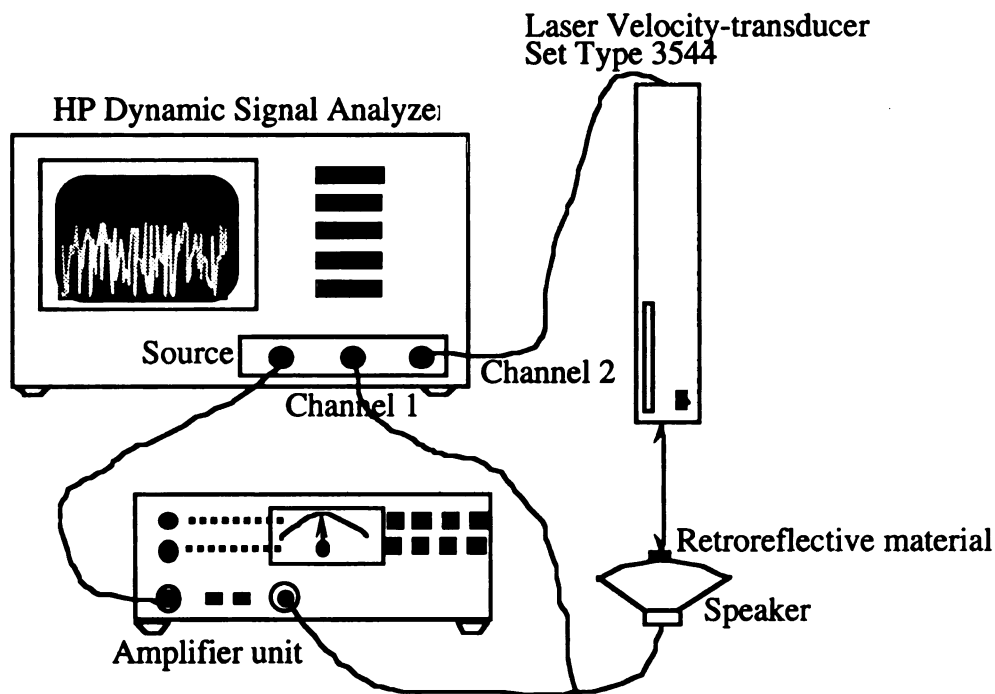 Laser Velocity-transducer
Set Type 3544
HP Dynamic Signal Analyzer
Source
Channel 2
Channel 1
Retroreflective material
Speaker
Amplifier unit